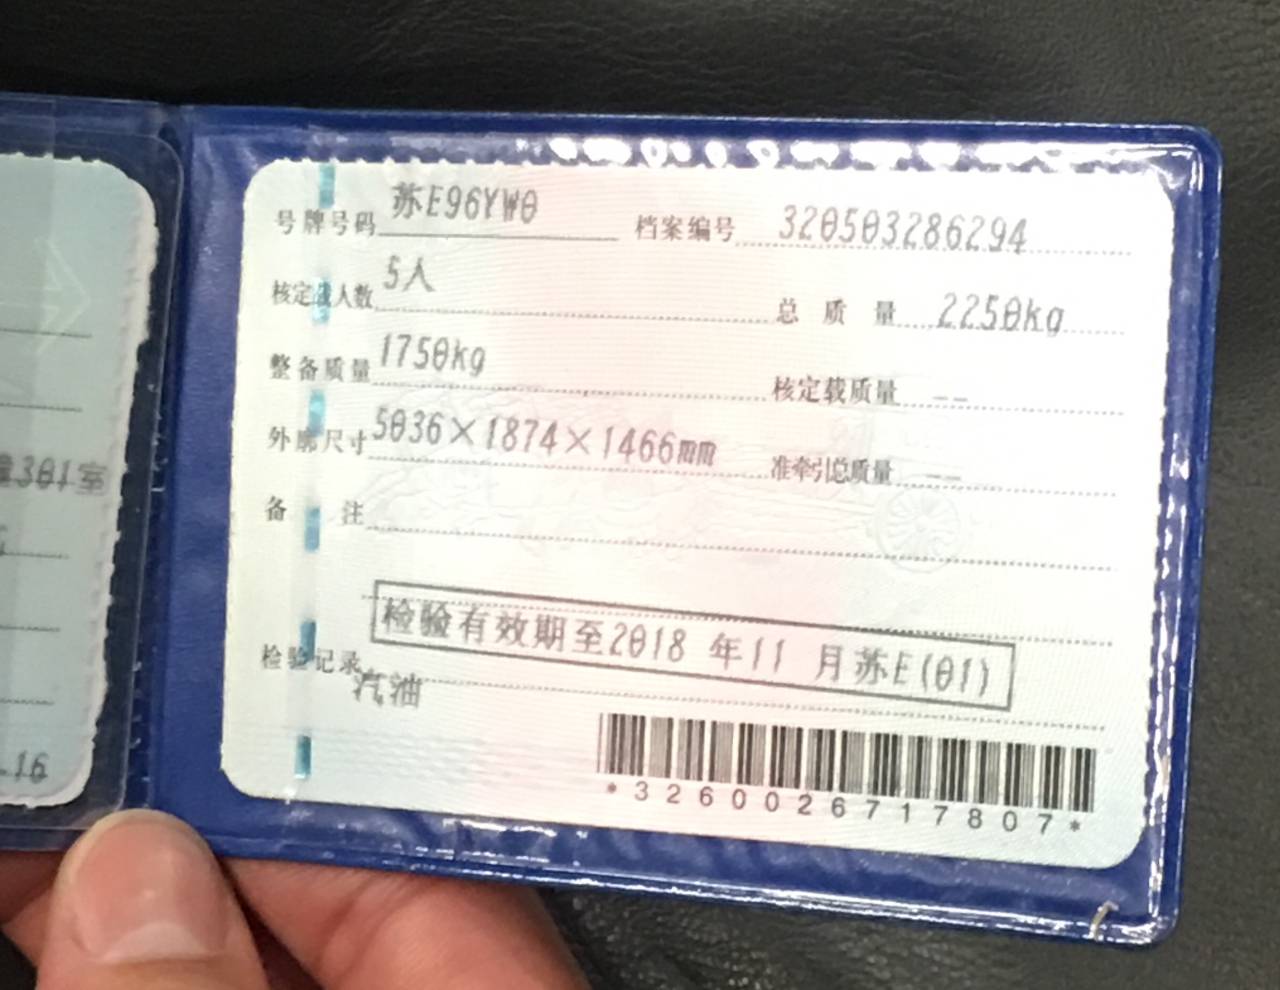 号牌号码 苏E96YW0 档案编号 320503286294
核定载人数 5人 总质量 2250kg
整备质量 1750kg 核定载质量 --
外廓尺寸 5036×1874×1466mm 准牵引总质量 --
备注
检验有效期至2018 年11 月苏E(01)
检验记录
汽油
*3260026717807*
301室
-16